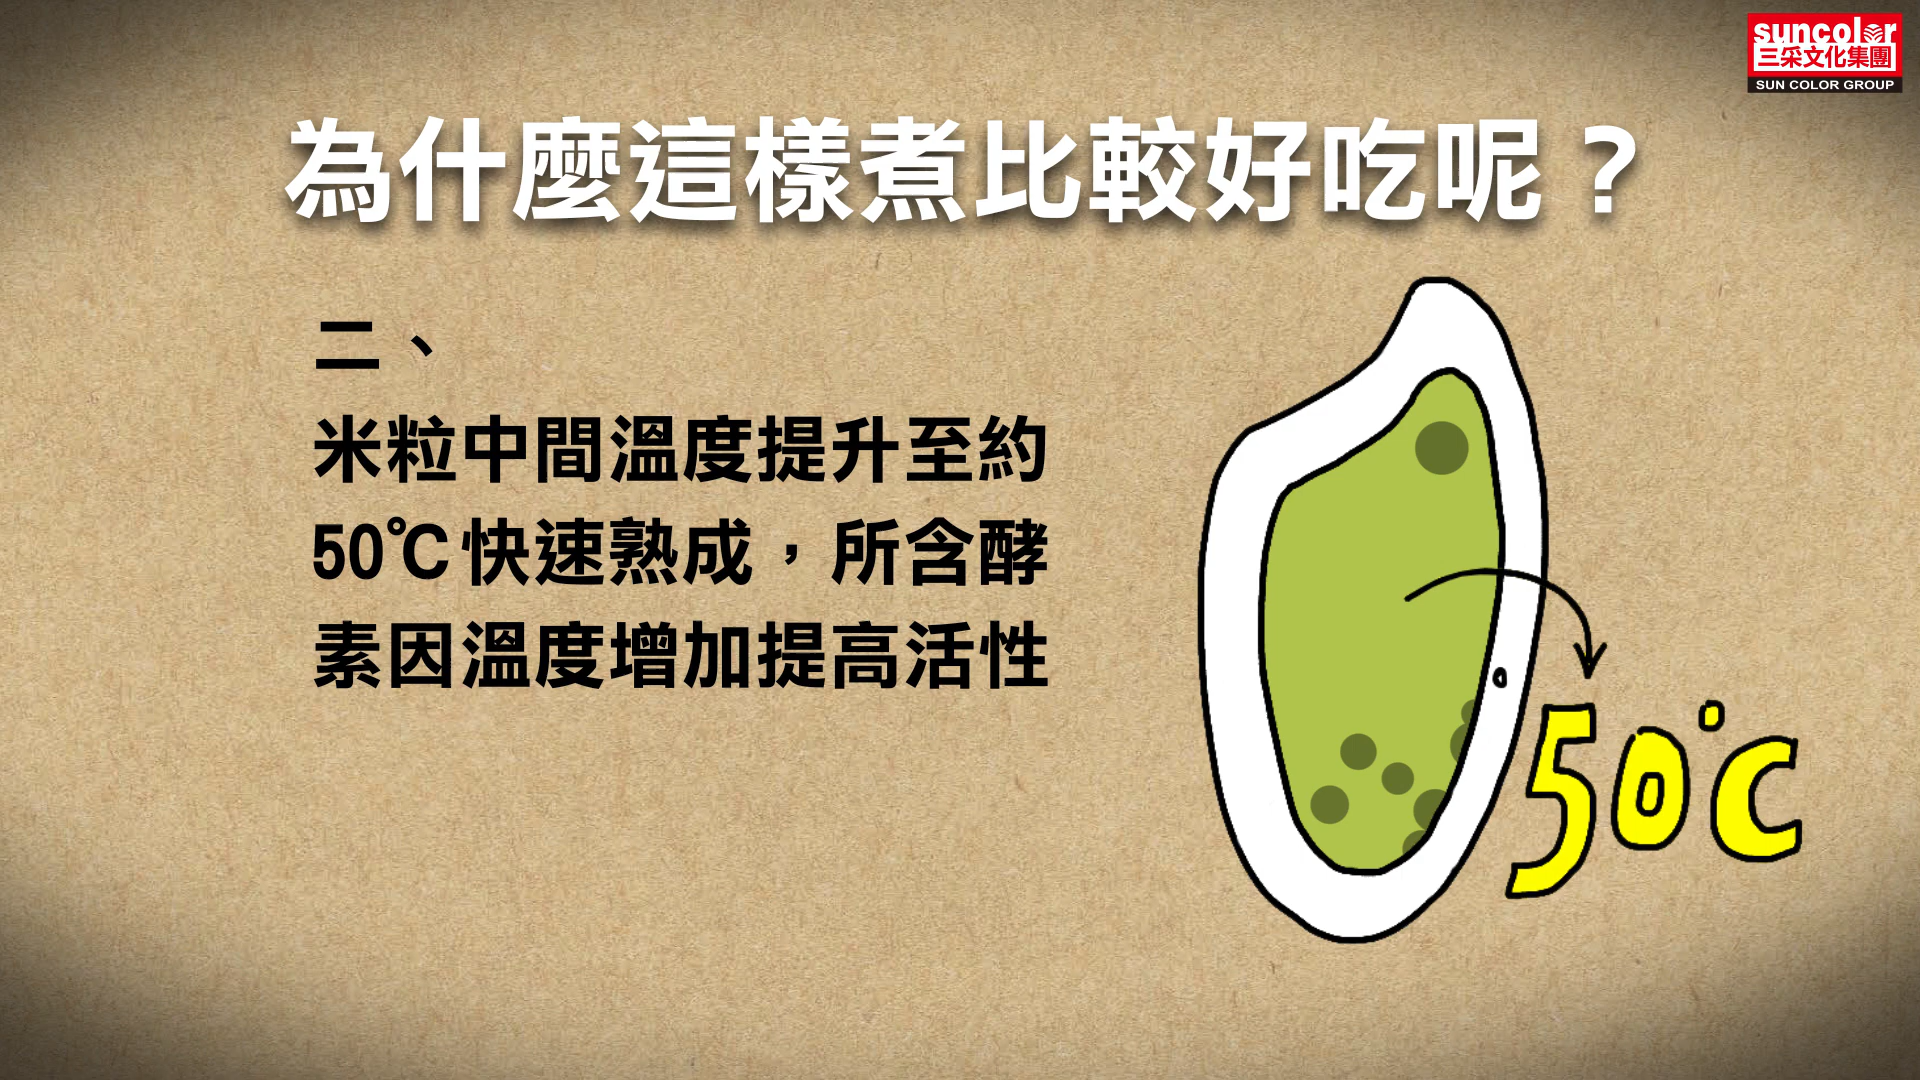 suncolor
三采文化集團
SUN COLOR GROUP
為什麼這樣煮比較好吃呢？
二、
米粒中間溫度提升至約
50℃快速熟成，所含酵
素因溫度增加提高活性
50°C